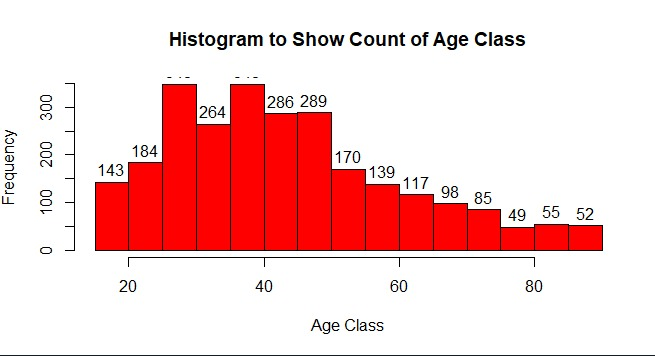 Histogram to Show Count of Age Class
Frequency
0 100 200 300
143 184 264 286 289 170 139 117 98 85 49 55 52
20 40 60 80
Age Class